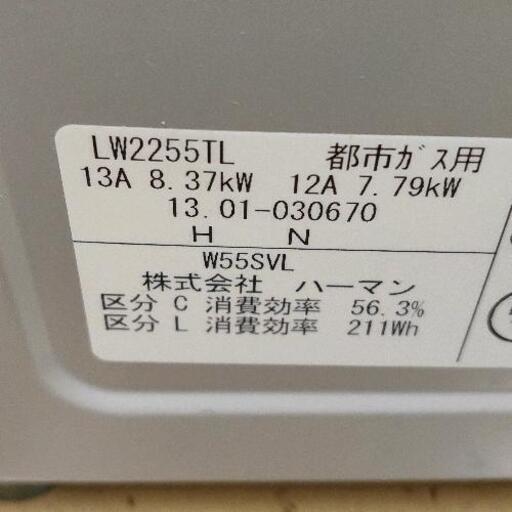 LW2255TL 都市ｶﾞｽ用
13A 8.37kW 12A 7.79kW
13.01-030670
H N
W55SVL
株式会社 ハーマン
区分 C 消費効率 56.3%
区分 L 消費効率 211Wh